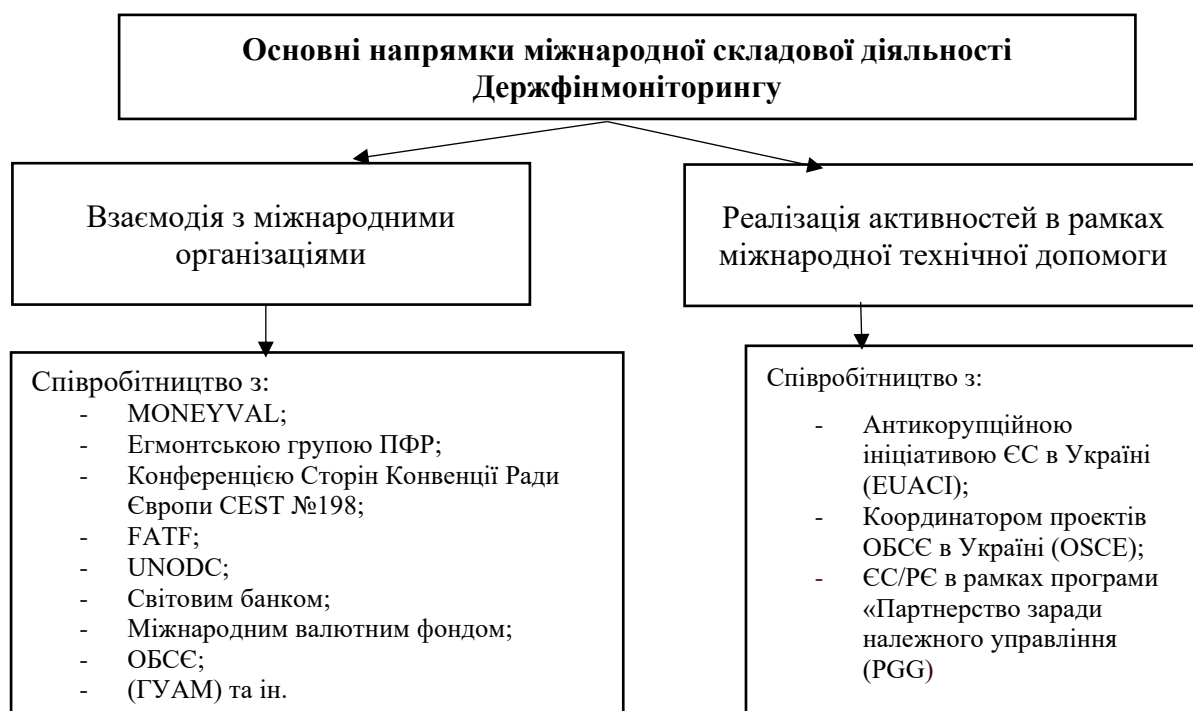 Основні напрямки міжнародної складової діяльності
Держфінмоніторингу
Взаємодія з міжнародними
організаціями
Реалізація активностей в рамках
міжнародної технічної допомоги
Співробітництво з:
- MONEYVAL;
- Егмонтською групою ПФР;
- Конференцією Сторін Конвенції Ради
Європи CEST №198;
- FATF;
- UNODC;
- Світовим банком;
- Міжнародним валютним фондом;
- ОБСЄ;
- (ГУАМ) та ін.
Співробітництво з:
- Антикорупційною
ініціативою ЄС в Україні
(EUACI);
- Координатором проектів
ОБСЄ в Україні (OSCE);
- ЄС/РЄ в рамках програми
«Партнерство заради
належного управління
(PGG)